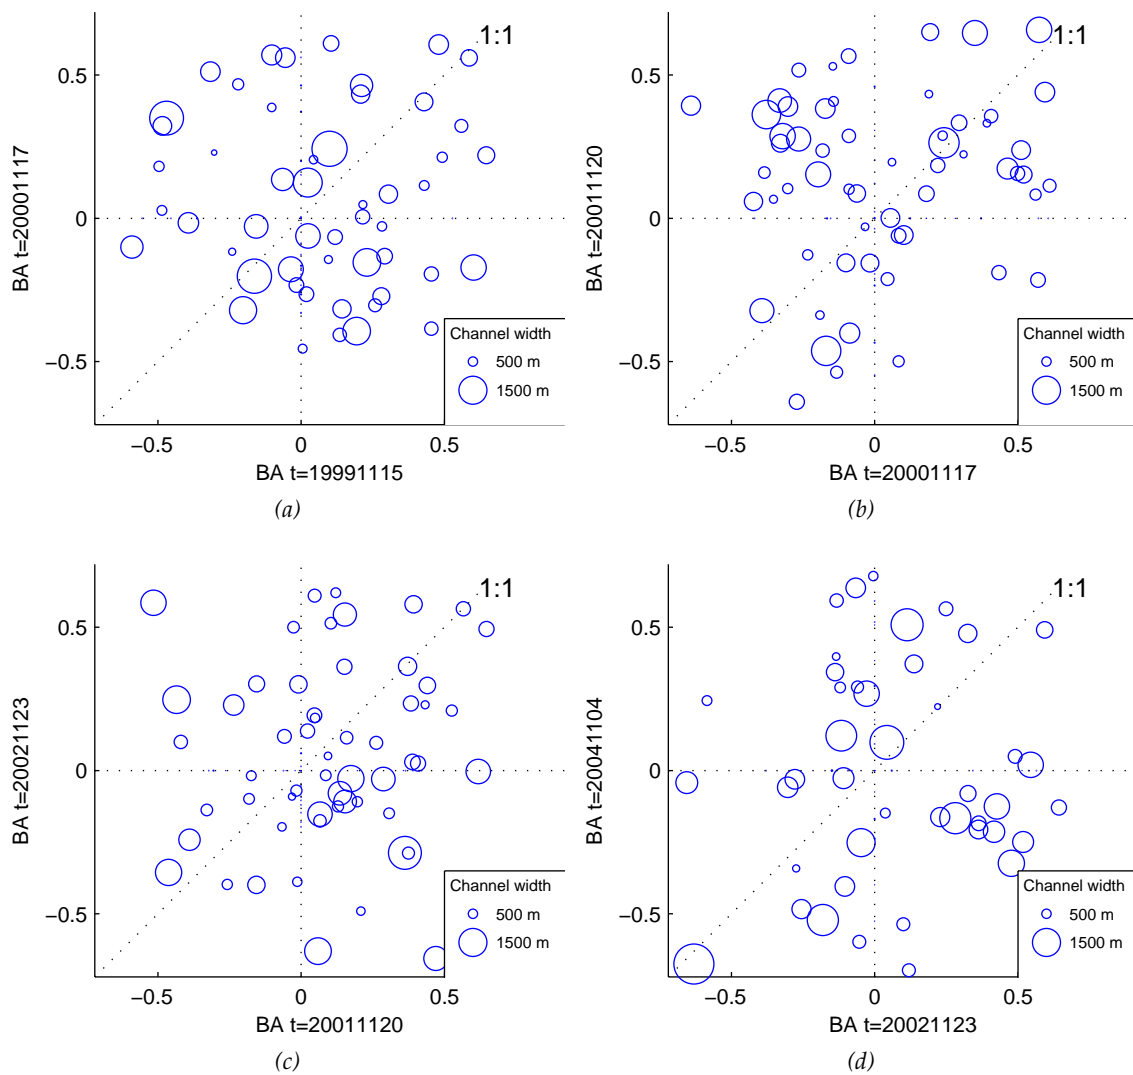 1:1
0.5
0
−0.5
BA t=20001117
Channel width
500 m
1500 m
−0.5
0
0.5
BA t=19991115
(a)
1:1
0.5
0
−0.5
BA t=20011120
Channel width
500 m
1500 m
−0.5
0
0.5
BA t=20001117
(b)
1:1
0.5
0
−0.5
BA t=20021123
Channel width
500 m
1500 m
−0.5
0
0.5
BA t=20011120
(c)
1:1
0.5
0
−0.5
BA t=20041104
Channel width
500 m
1500 m
−0.5
0
0.5
BA t=20021123
(d)